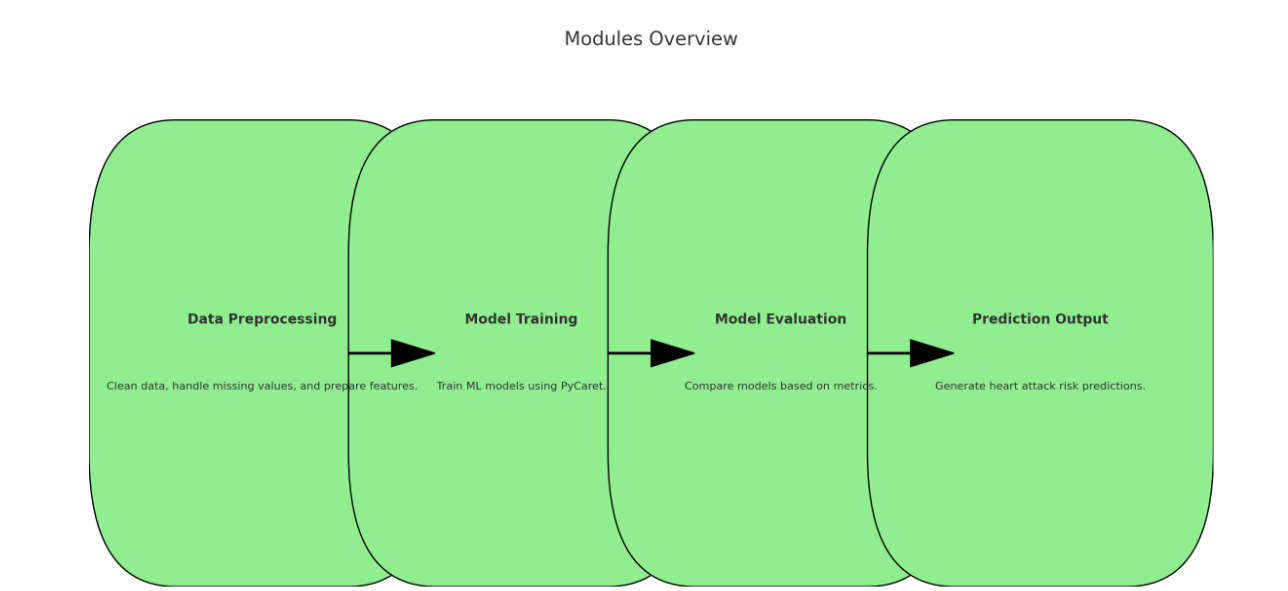 Modules Overview
Data Preprocessing
Clean data, handle missing values, and prepare features.
Model Training
Train ML models using PyCaret.
Model Evaluation
Compare models based on metrics.
Prediction Output
Generate heart attack risk predictions.